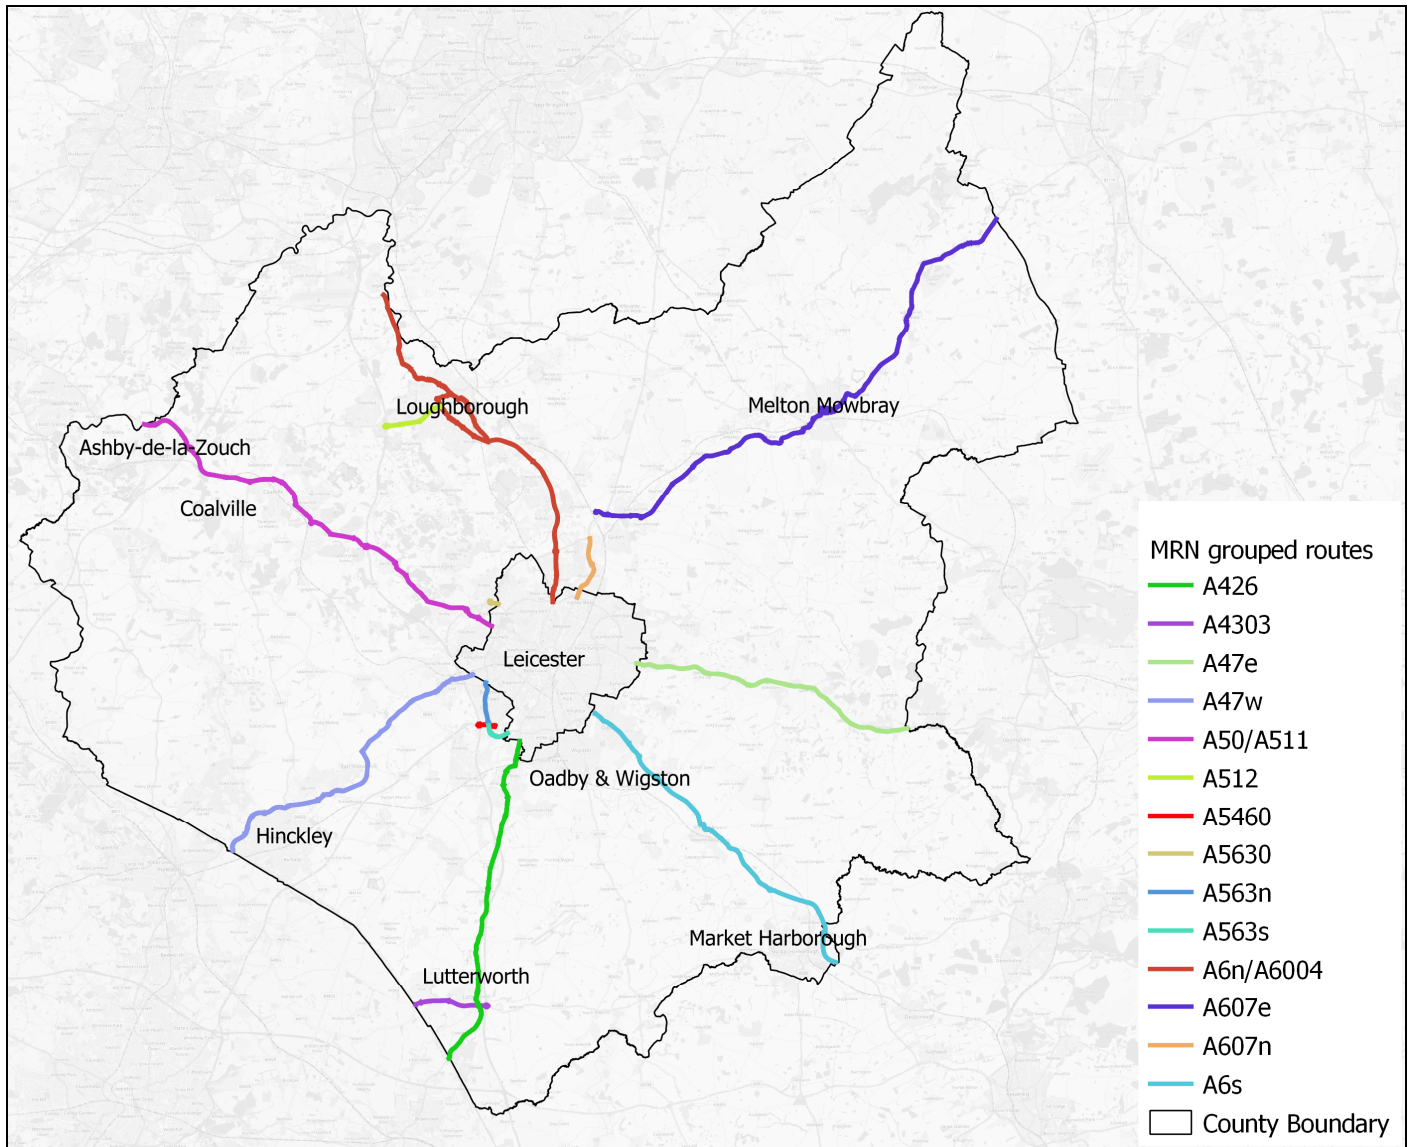 Loughborough
Melton Mowbray
Ashby-de-la-Zouch
Coalville
Leicester
Oadby & Wigston
Hinckley
Market Harborough
Lutterworth
MRN grouped routes
A426
A4303
A47e
A47w
A50/A511
A512
A5460
A5630
A563n
A563s
A6n/A6004
A607e
A607n
A6s
County Boundary